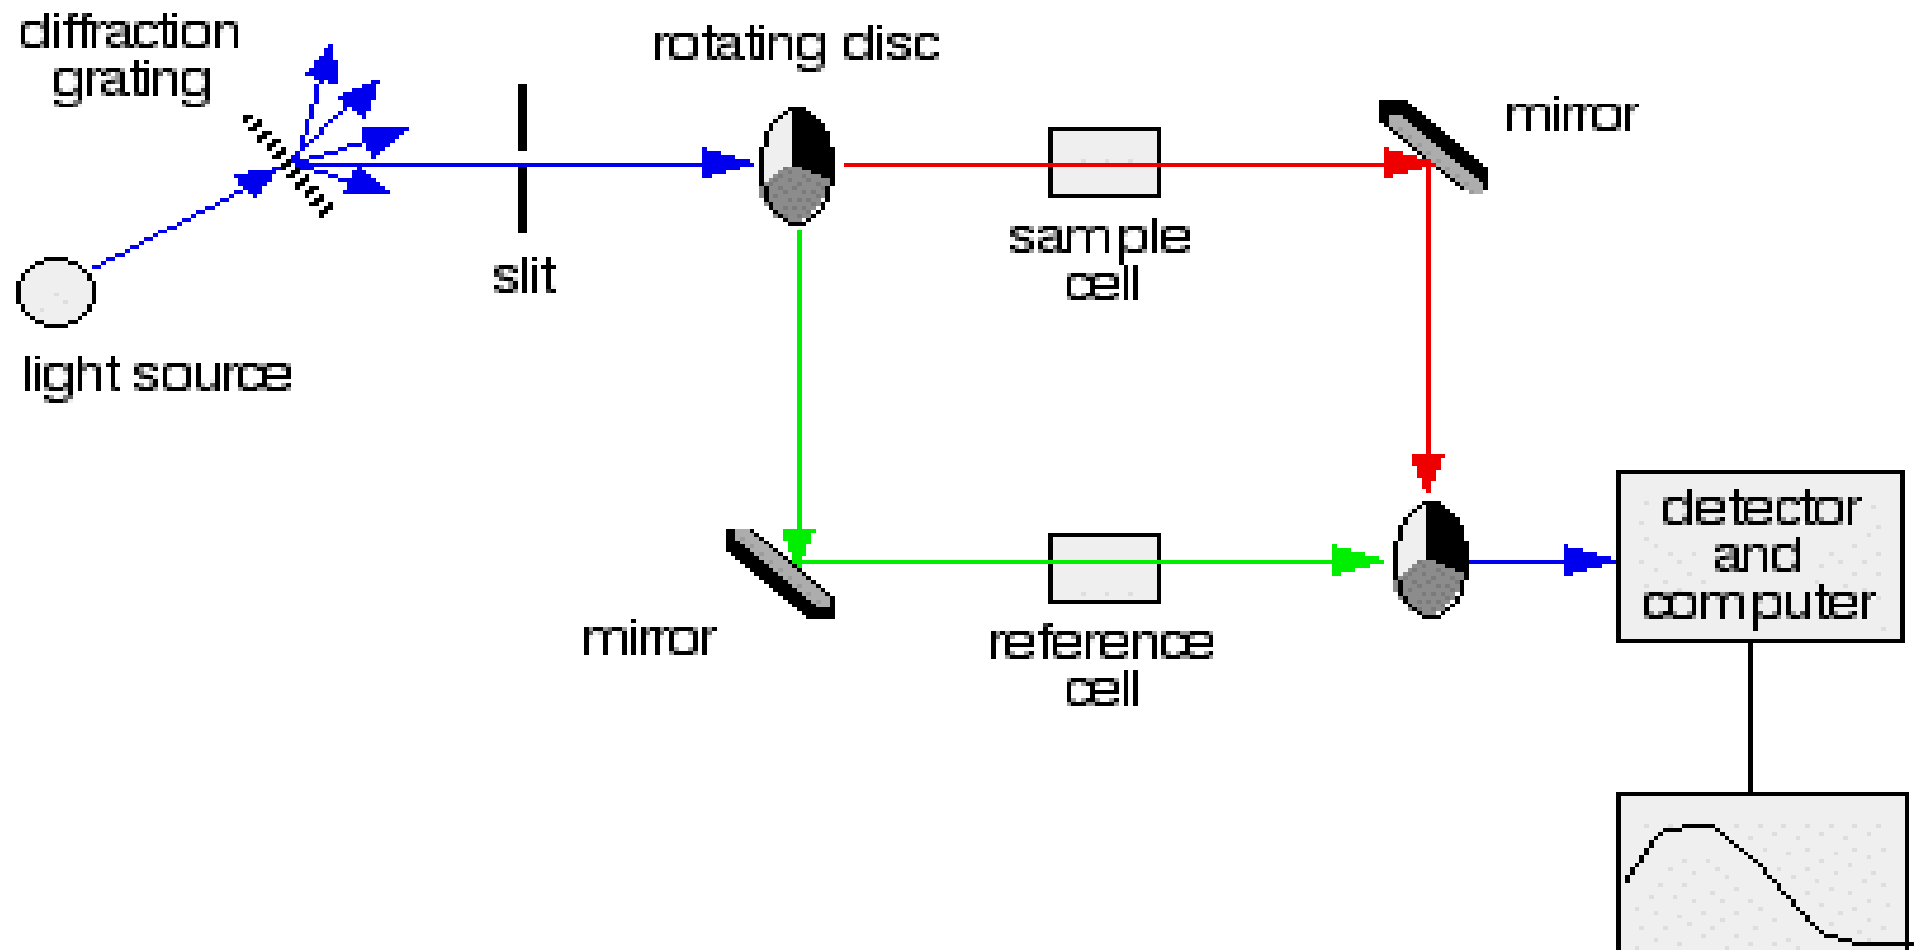 diffraction
grating
rotating disc
mirror
slit
sample
cell
light source
detector
and
computer
mirror
reference
cell